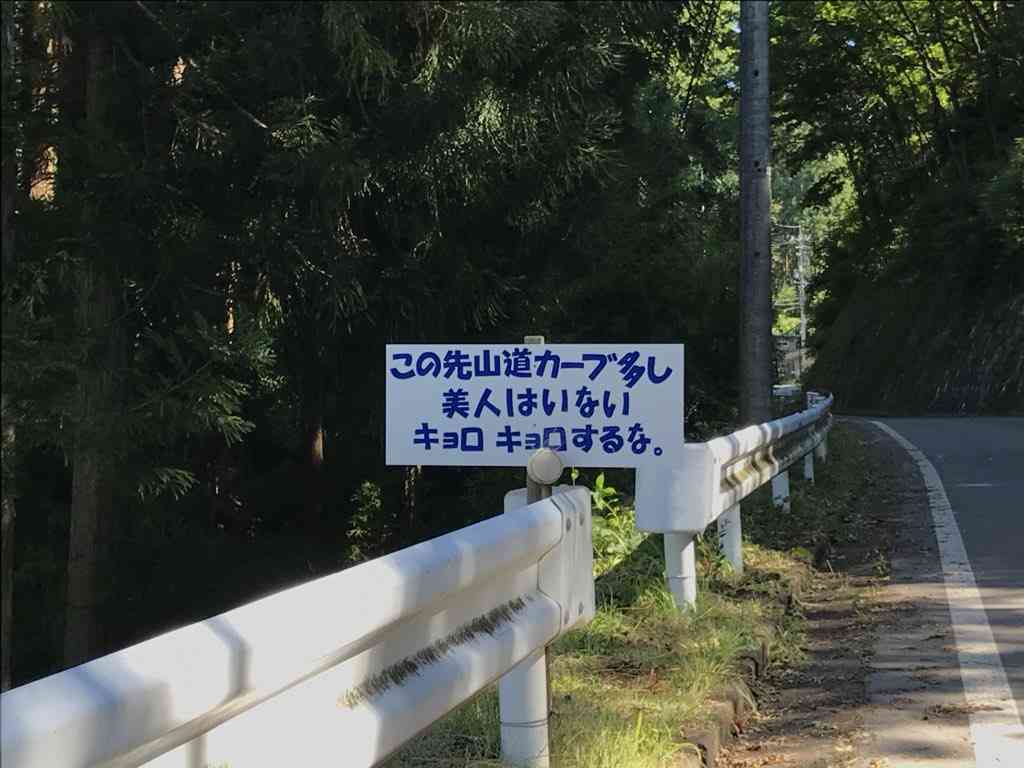 この先山道カーブ多し
美人はいない
キョロ キョロするな。